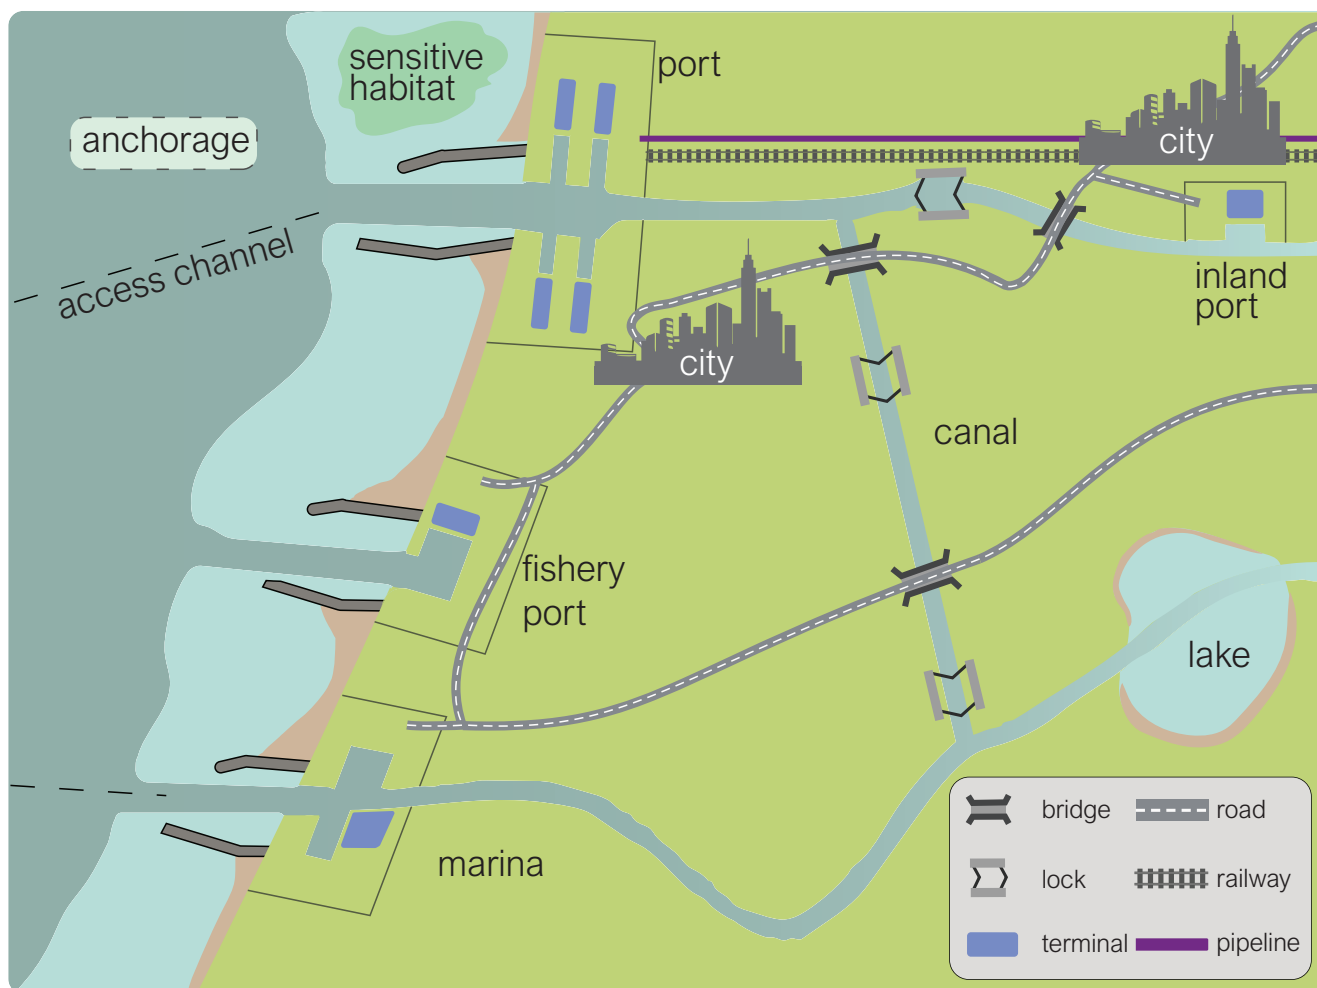 sensitive
habitat
port
anchorage
city
access channel
inland
port
city
canal
fishery
port
lake
marina
bridge
road
lock
railway
terminal
pipeline